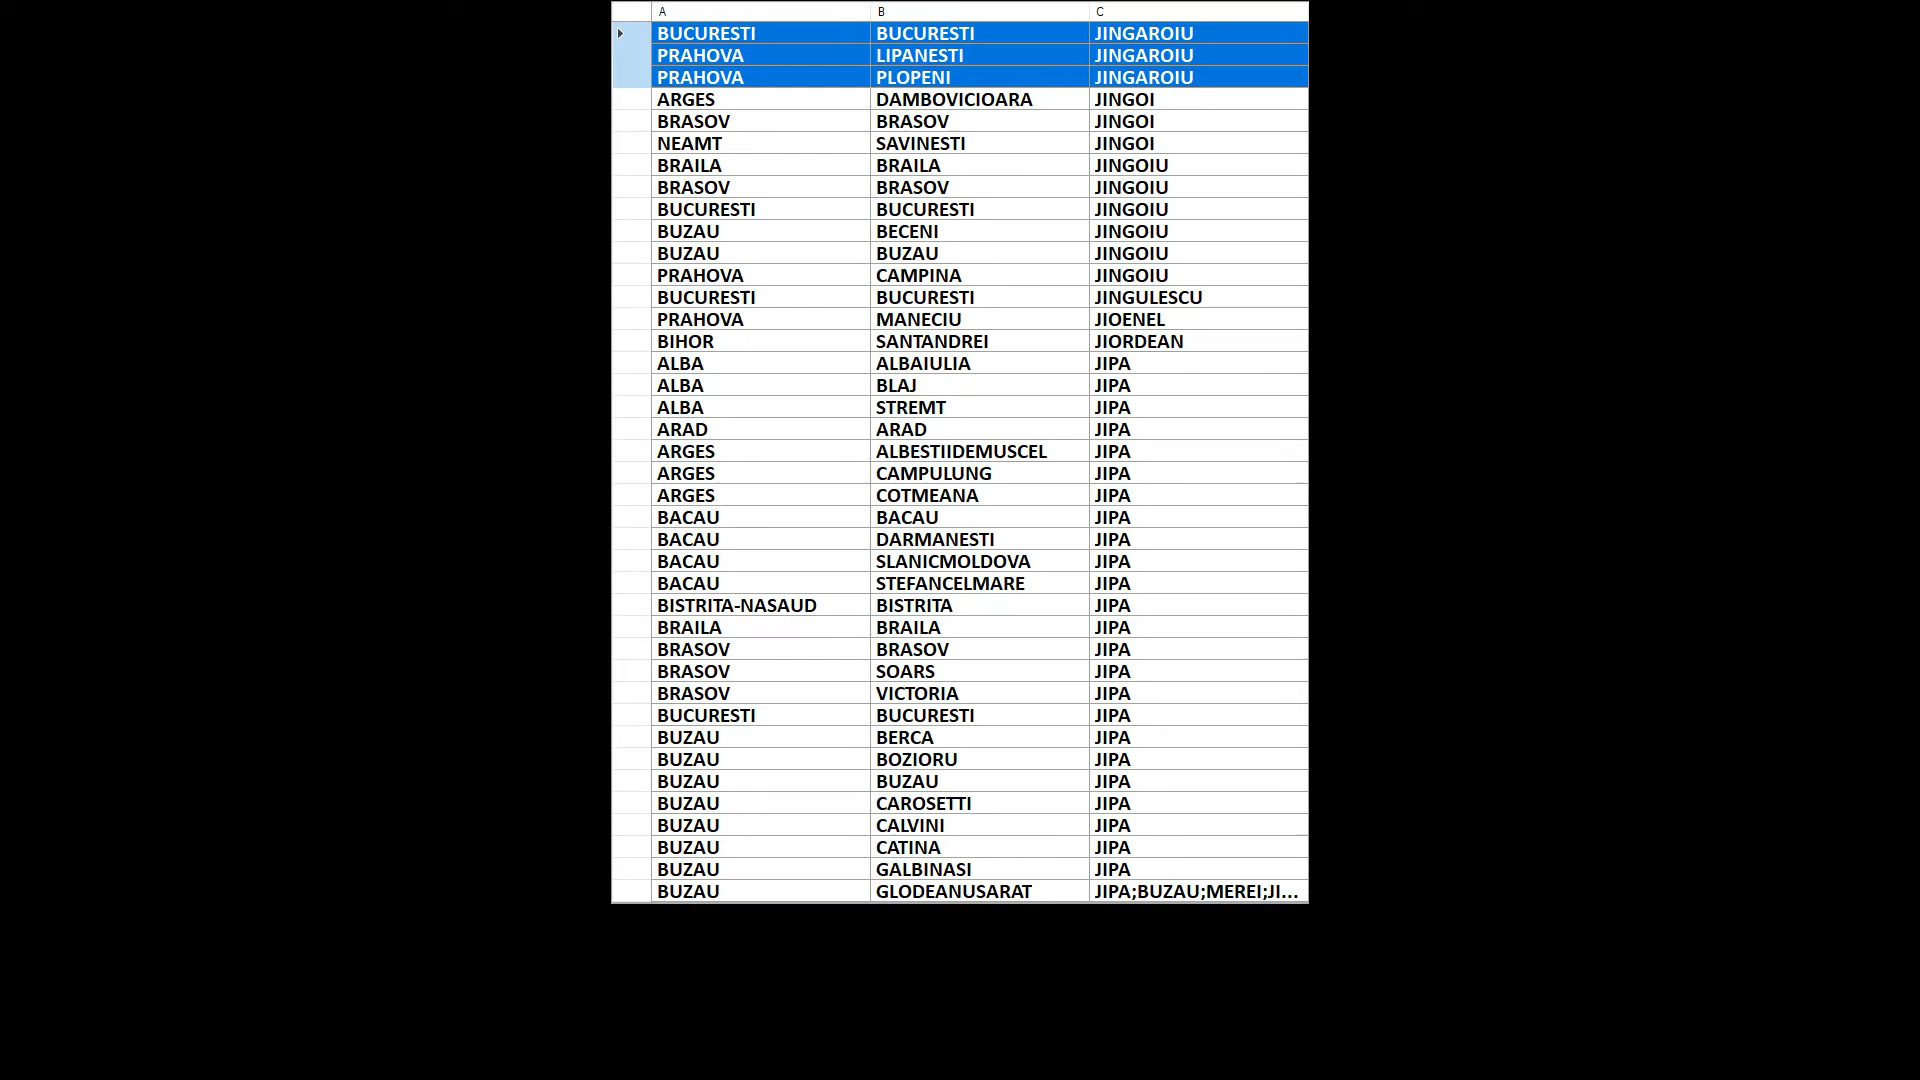 A B C
BUCURESTI BUCURESTI JINGAROIU
PRAHOVA LIPANESTI JINGAROIU
PRAHOVA PLOPENI JINGAROIU
ARGES DAMBOVICIOARA JINGOI
BRASOV BRASOV JINGOI
NEAMT SAVINESTI JINGOI
BRAILA BRAILA JINGOIU
BRASOV BRASOV JINGOIU
BUCURESTI BUCURESTI JINGOIU
BUZAU BECENI JINGOIU
BUZAU BUZAU JINGOIU
PRAHOVA CAMPINA JINGOIU
BUCURESTI BUCURESTI JINGULESCU
PRAHOVA MANECIU JIOENEL
BIHOR SANTANDREI JIORDEAN
ALBA ALBAIULIA JIPA
ALBA BLAJ JIPA
ALBA STREMT JIPA
ARAD ARAD JIPA
ARGES ALBESTIIDEMUSCEL JIPA
ARGES CAMPULUNG JIPA
ARGES COTMEANA JIPA
BACAU BACAU JIPA
BACAU DARMANESTI JIPA
BACAU SLANICMOLDOVA JIPA
BACAU STEFANCELMARE JIPA
BISTRITA-NASAUD BISTRITA JIPA
BRAILA BRAILA JIPA
BRASOV BRASOV JIPA
BRASOV SOARS JIPA
BRASOV VICTORIA JIPA
BUCURESTI BUCURESTI JIPA
BUZAU BERCA JIPA
BUZAU BOZIORU JIPA
BUZAU BUZAU JIPA
BUZAU CAROSETTI JIPA
BUZAU CALVINI JIPA
BUZAU CATINA JIPA
BUZAU GALBINASI JIPA
BUZAU GLODEANUSARAT JIPA;BUZAU;MEREI;JI...